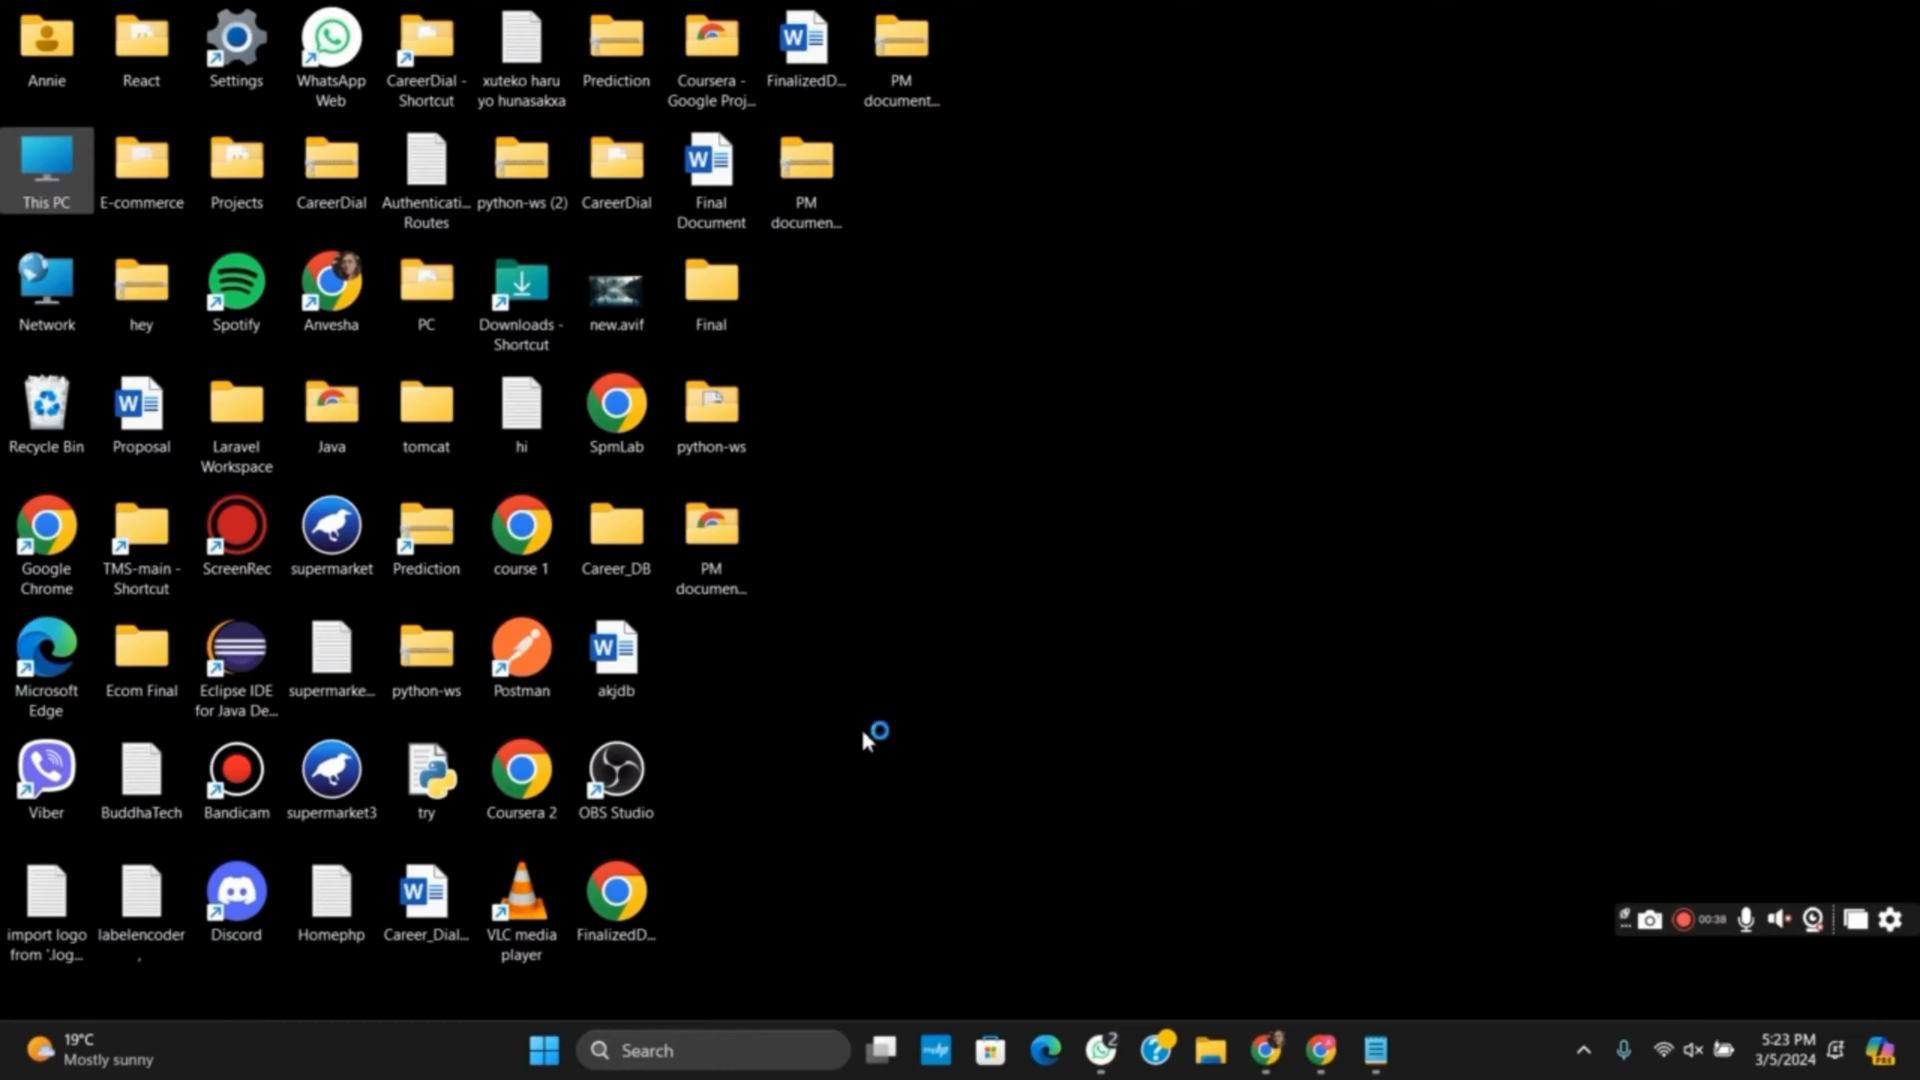 Annie
React
Settings
WhatsApp
Web
CareerDial -
Shortcut
xuteko haru
yo hunasakxa
Prediction
Coursera -
Google Proj...
FinalizedD...
PM
document...
This PC
E-commerce
Projects
CareerDial
Authenticati...
Routes
python-ws (2)
CareerDial
Final
Document
PM
documen...
Network
hey
Spotify
Anvesha
PC
Downloads -
Shortcut
new.avif
Final
Recycle Bin
Proposal
Laravel
Workspace
Java
tomcat
hi
SpmLab
python-ws
Google
Chrome
TMS-main -
Shortcut
ScreenRec
supermarket
Prediction
course 1
Career_DB
PM
documen...
Microsoft
Edge
Ecom Final
Eclipse IDE
for Java De...
supermarke...
python-ws
Postman
akjdb
Viber
BuddhaTech
Bandicam
supermarket3
try
Coursera 2
OBS Studio
import logo
from '.log...
labelencoder
,
Discord
Homephp
Career_Dial...
VLC media
player
FinalizedD...
00:38
19°C
Mostly sunny
Search
myhp
2
5:23 PM
3/5/2024
PRE